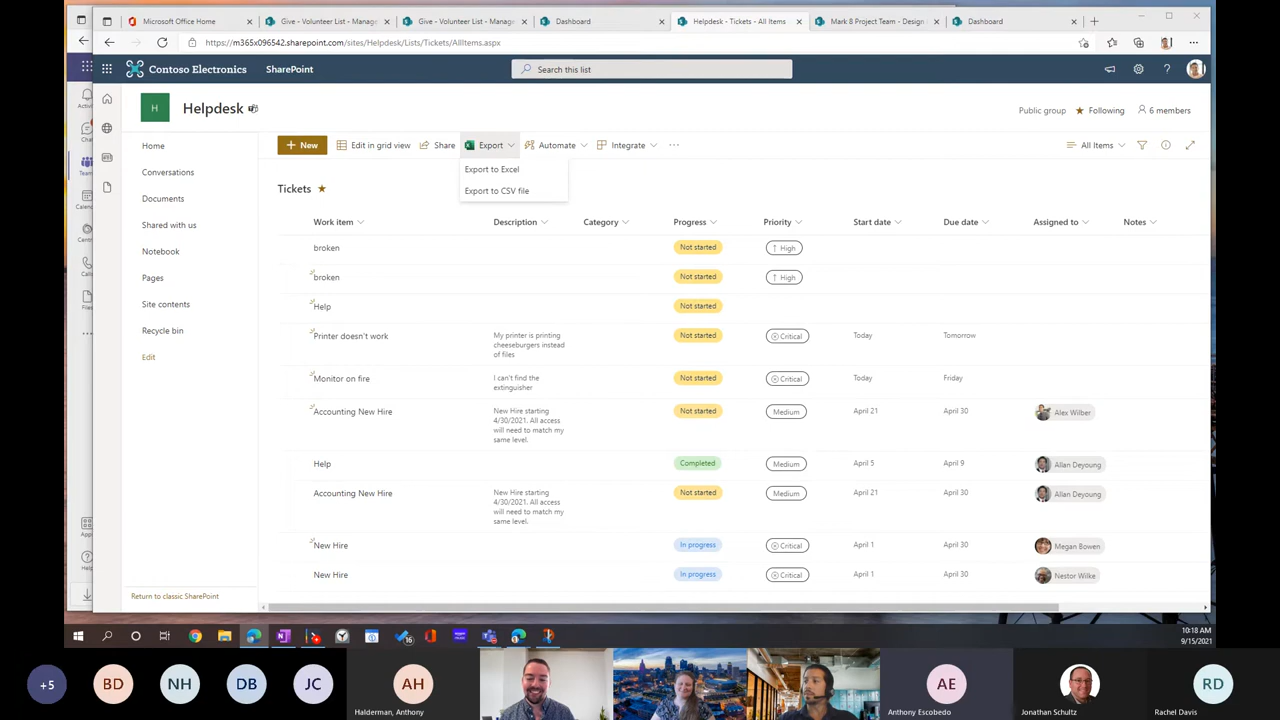 Microsoft Office Home
Give - Volunteer List - Manage
Give - Volunteer List - Manage
Dashboard
Helpdesk - Tickets - All Items
Mark 8 Project Team - Design
Dashboard
https://m365x096542.sharepoint.com/sites/Helpdesk/Lists/Tickets/AllItems.aspx
Contoso Electronics
SharePoint
Search this list
H
Helpdesk
Public group
Following
6 members
New
Edit in grid view
Share
Export
Automate
Integrate
All Items
Export to Excel
Export to CSV file
Home
Conversations
Documents
Shared with us
Notebook
Pages
Site contents
Recycle bin
Edit
Return to classic SharePoint
Tickets
Work item Description Category Progress Priority Start date Due date Assigned to Notes
broken Not started High
broken Not started High
Help Not started
Printer doesn't work My printer is printing Not started Critical Today Tomorrow
cheeseburgers instead
of files
Monitor on fire I can't find the Not started Critical Today Friday
extinguisher
Accounting New Hire New Hire starting Not started Medium April 21 April 30 Alex Wilber
4/30/2021. All access
will need to match my
same level.
Help Completed Medium April 5 April 9 Allan Deyoung
Accounting New Hire New Hire starting Not started Medium April 21 April 30 Allan Deyoung
4/30/2021. All access
will need to match my
same level.
New Hire In progress Critical April 1 April 30 Megan Bowen
New Hire In progress Critical April 1 April 30 Nestor Wilke
16
10:18 AM
9/15/2021
+5
BD
NH
DB
JC
AH
Halderman, Anthony
AE
Anthony Escobedo
Jonathan Schultz
RD
Rachel Davis